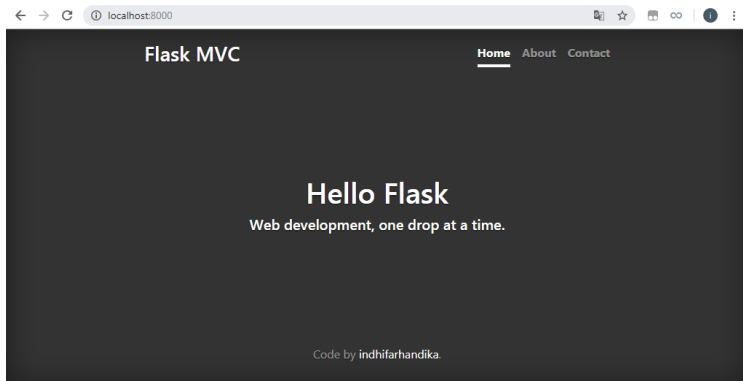 localhost:8000
i
Flask MVC
Home About Contact
Hello Flask
Web development, one drop at a time.
Code by indhifarhandika.